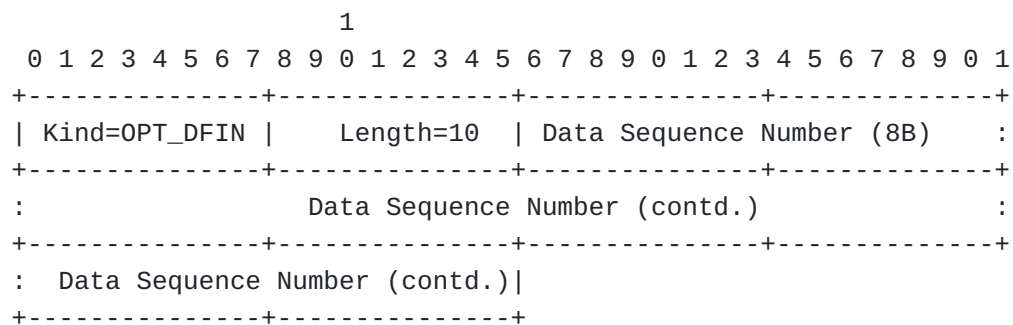 1
 0 1 2 3 4 5 6 7 8 9 0 1 2 3 4 5 6 7 8 9 0 1 2 3 4 5 6 7 8 9 0 1
+---------------+---------------+---------------+--------------+
| Kind=OPT_DFIN |    Length=10  | Data Sequence Number (8B)    :
+---------------+---------------+---------------+--------------+
:                  Data Sequence Number (contd.)               :
+---------------+---------------+---------------+--------------+
:  Data Sequence Number (contd.)|
+---------------+---------------+